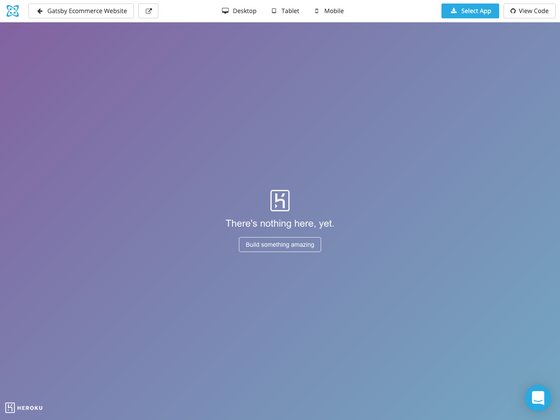 Gatsby Ecommerce Website
Desktop
Tablet
Mobile
Select App
View Code
There's nothing here, yet.
Build something amazing
HEROKU